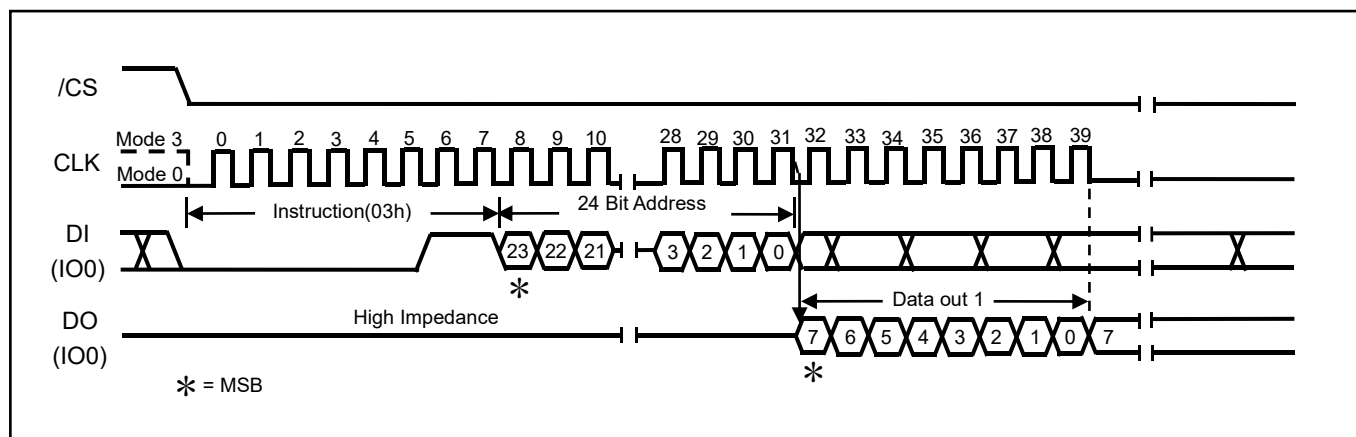 /CS
Mode 3 0 1 2 3 4 5 6 7 8 9 10 28 29 30 31 32 33 34 35 36 37 38 39
CLK
Mode 0
Instruction(03h) 24 Bit Address
DI
(IO0) 23 22 21 3 2 1 0
* Data out 1
DO High Impedance
(IO0) 7 6 5 4 3 2 1 0 7
*
* = MSB